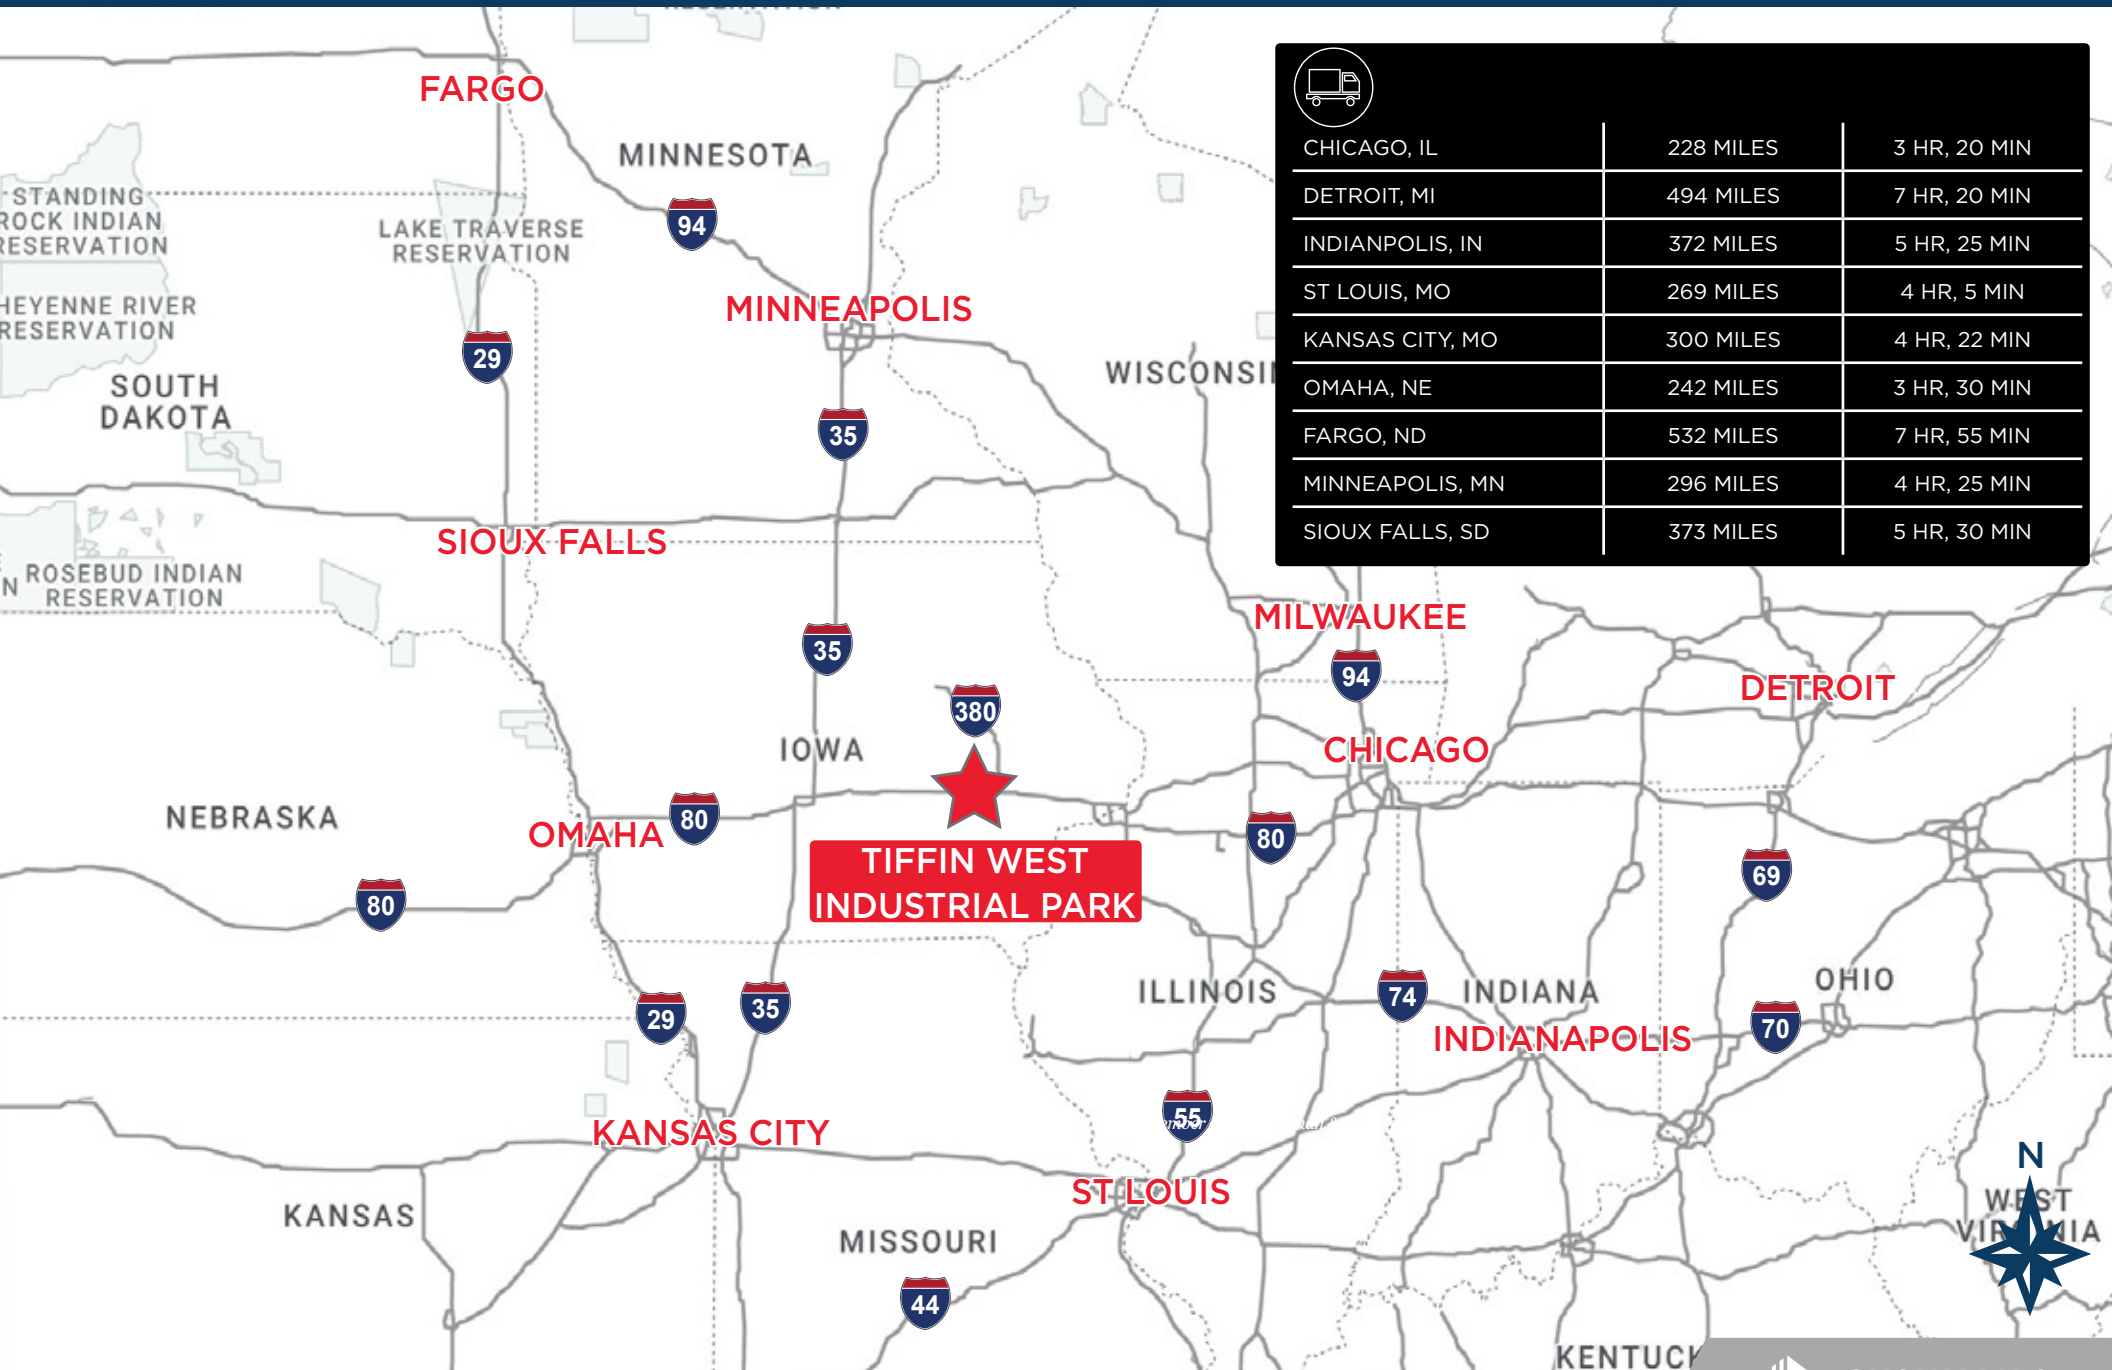 FARGO
MINNESOTA
STANDING
ROCK INDIAN
RESERVATION
LAKE TRAVERSE
RESERVATION
94
HEYENNE RIVER
RESERVATION
MINNEAPOLIS
29
SOUTH
DAKOTA
WISCONSIN
35
CHICAGO, IL 228 MILES 3 HR, 20 MIN
DETROIT, MI 494 MILES 7 HR, 20 MIN
INDIANPOLIS, IN 372 MILES 5 HR, 25 MIN
ST LOUIS, MO 269 MILES 4 HR, 5 MIN
KANSAS CITY, MO 300 MILES 4 HR, 22 MIN
OMAHA, NE 242 MILES 3 HR, 30 MIN
FARGO, ND 532 MILES 7 HR, 55 MIN
MINNEAPOLIS, MN 296 MILES 4 HR, 25 MIN
SIOUX FALLS, SD 373 MILES 5 HR, 30 MIN
SIOUX FALLS
ROSEBUD INDIAN
RESERVATION
N
MILWAUKEE
35
94
380
DETROIT
IOWA
CHICAGO
NEBRASKA
OMAHA
80
80
TIFFIN WEST
INDUSTRIAL PARK
69
80
ILLINOIS
74
INDIANA
OHIO
29
35
INDIANAPOLIS
70
55
KANSAS CITY
N
ST LOUIS
KANSAS
WEST
VIRGINIA
MISSOURI
44
KENTUCK